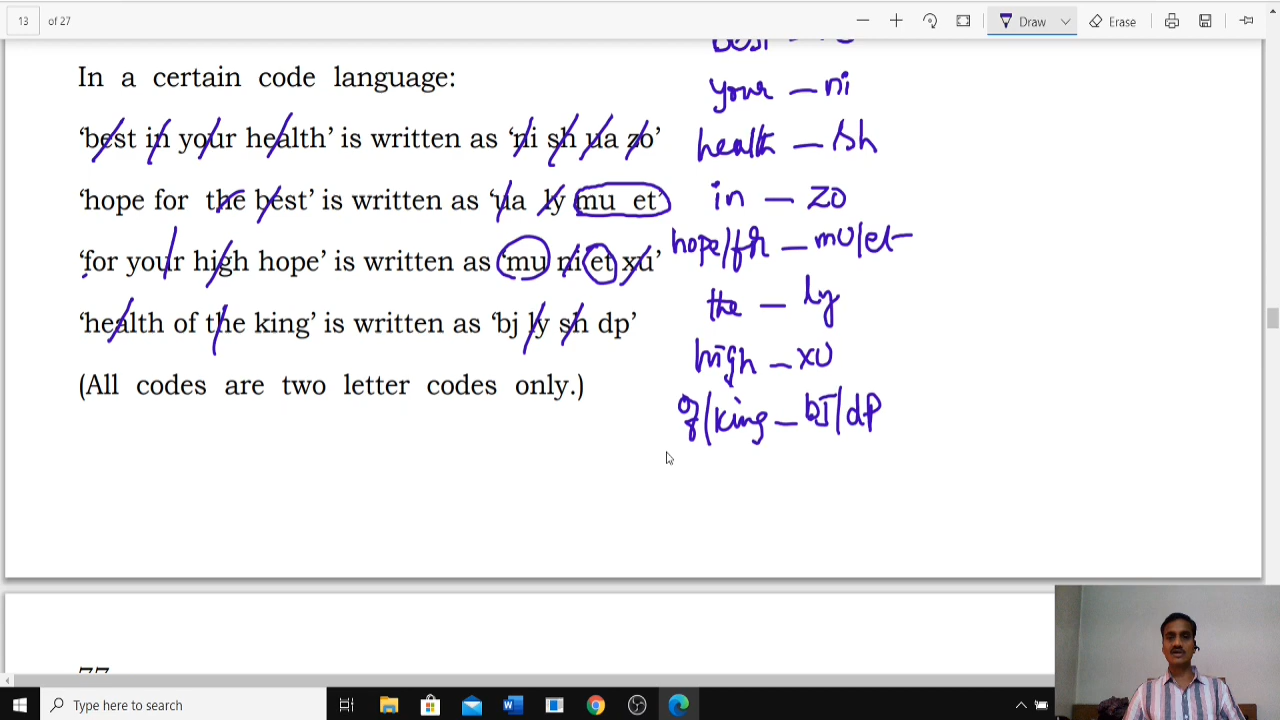 13 of 27
Draw
Erase
best
In a certain code language:
your – ni
‘best in your health’ is written as ‘ni sh ua zo’
health – sh
‘hope for the best’ is written as ‘ua ly mu et’
in – zo
hope/for – mu/et
‘for your high hope’ is written as ‘mu ni et xu’
the – ly
‘health of the king’ is written as ‘bj ly sh dp’
high – xu
(All codes are two letter codes only.)
of/king – bj/dp
77
Type here to search